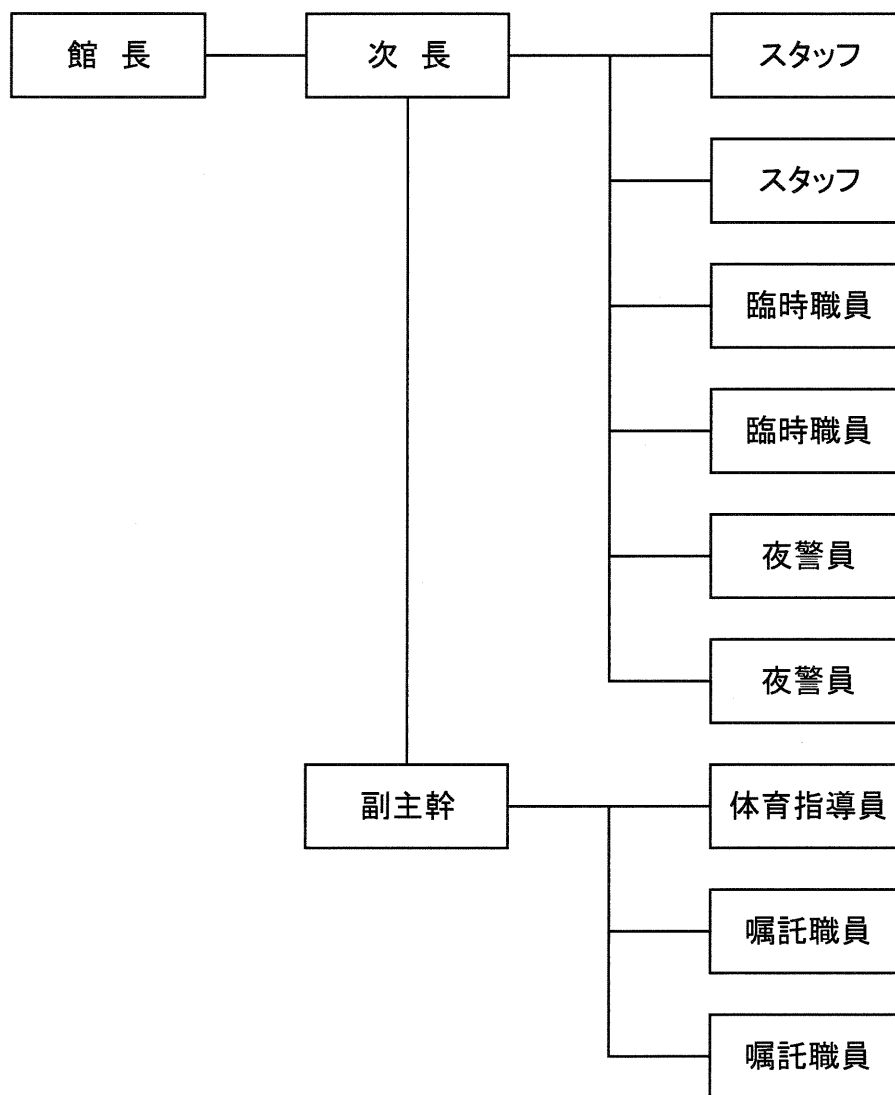 館 長
次 長
スタッフ
スタッフ
臨時職員
臨時職員
夜警員
夜警員
副主幹
体育指導員
嘱託職員
嘱託職員